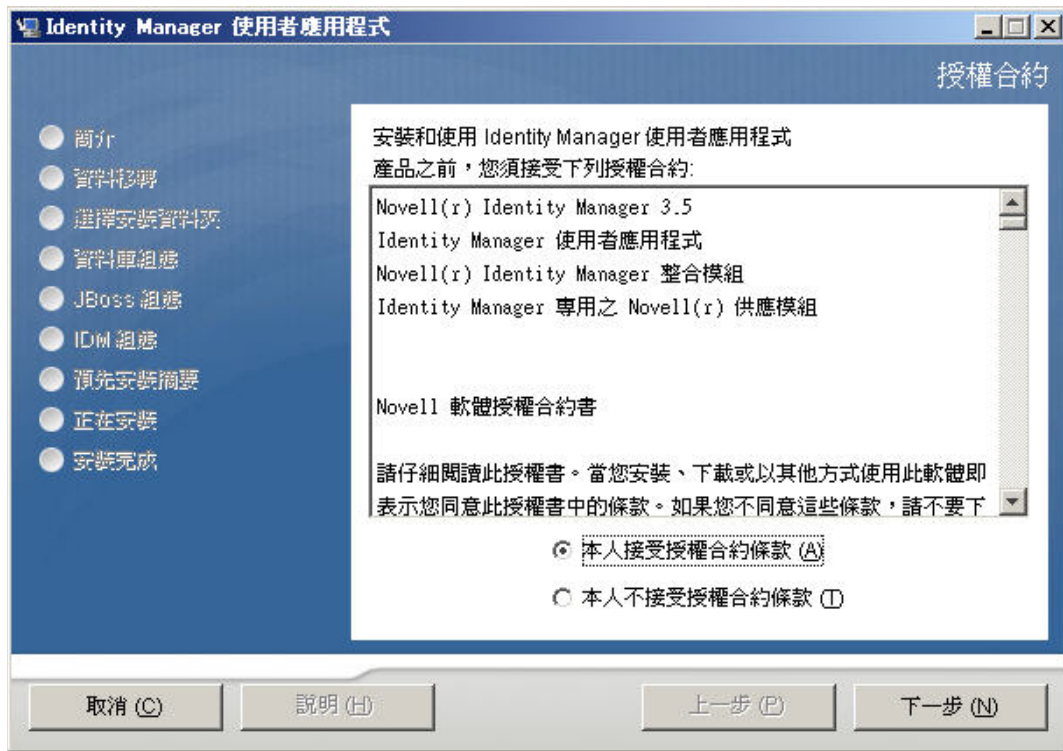 Identity Manager 使用者應用程式
授權合約
簡介
資料移轉
選擇安裝資料夾
資料庫組態
JBoss 組態
IDM 組態
預先安裝摘要
正在安裝
安裝完成
安裝和使用 Identity Manager 使用者應用程式
產品之前，您須接受下列授權合約:
Novell(r) Identity Manager 3.5
Identity Manager 使用者應用程式
Novell(r) Identity Manager 整合模組
Identity Manager 專用之 Novell(r) 供應模組
Novell 軟體授權合約書
請仔細閱讀此授權書。當您安裝、下載或以其他方式使用此軟體即
表示您同意此授權書中的條款。如果您不同意這些條款，請不要下
本人接受授權合約條款 (A)
本人不接受授權合約條款 (T)
取消 (C)
說明 (H)
上一步 (P)
下一步 (N)